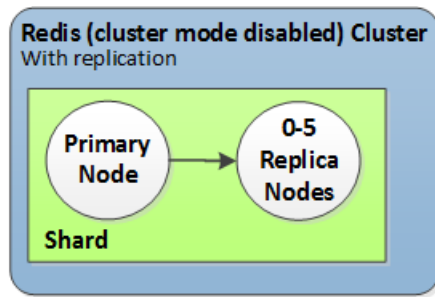 Redis (cluster mode disabled) Cluster
With replication
Primary
Node
0-5
Replica
Nodes
Shard